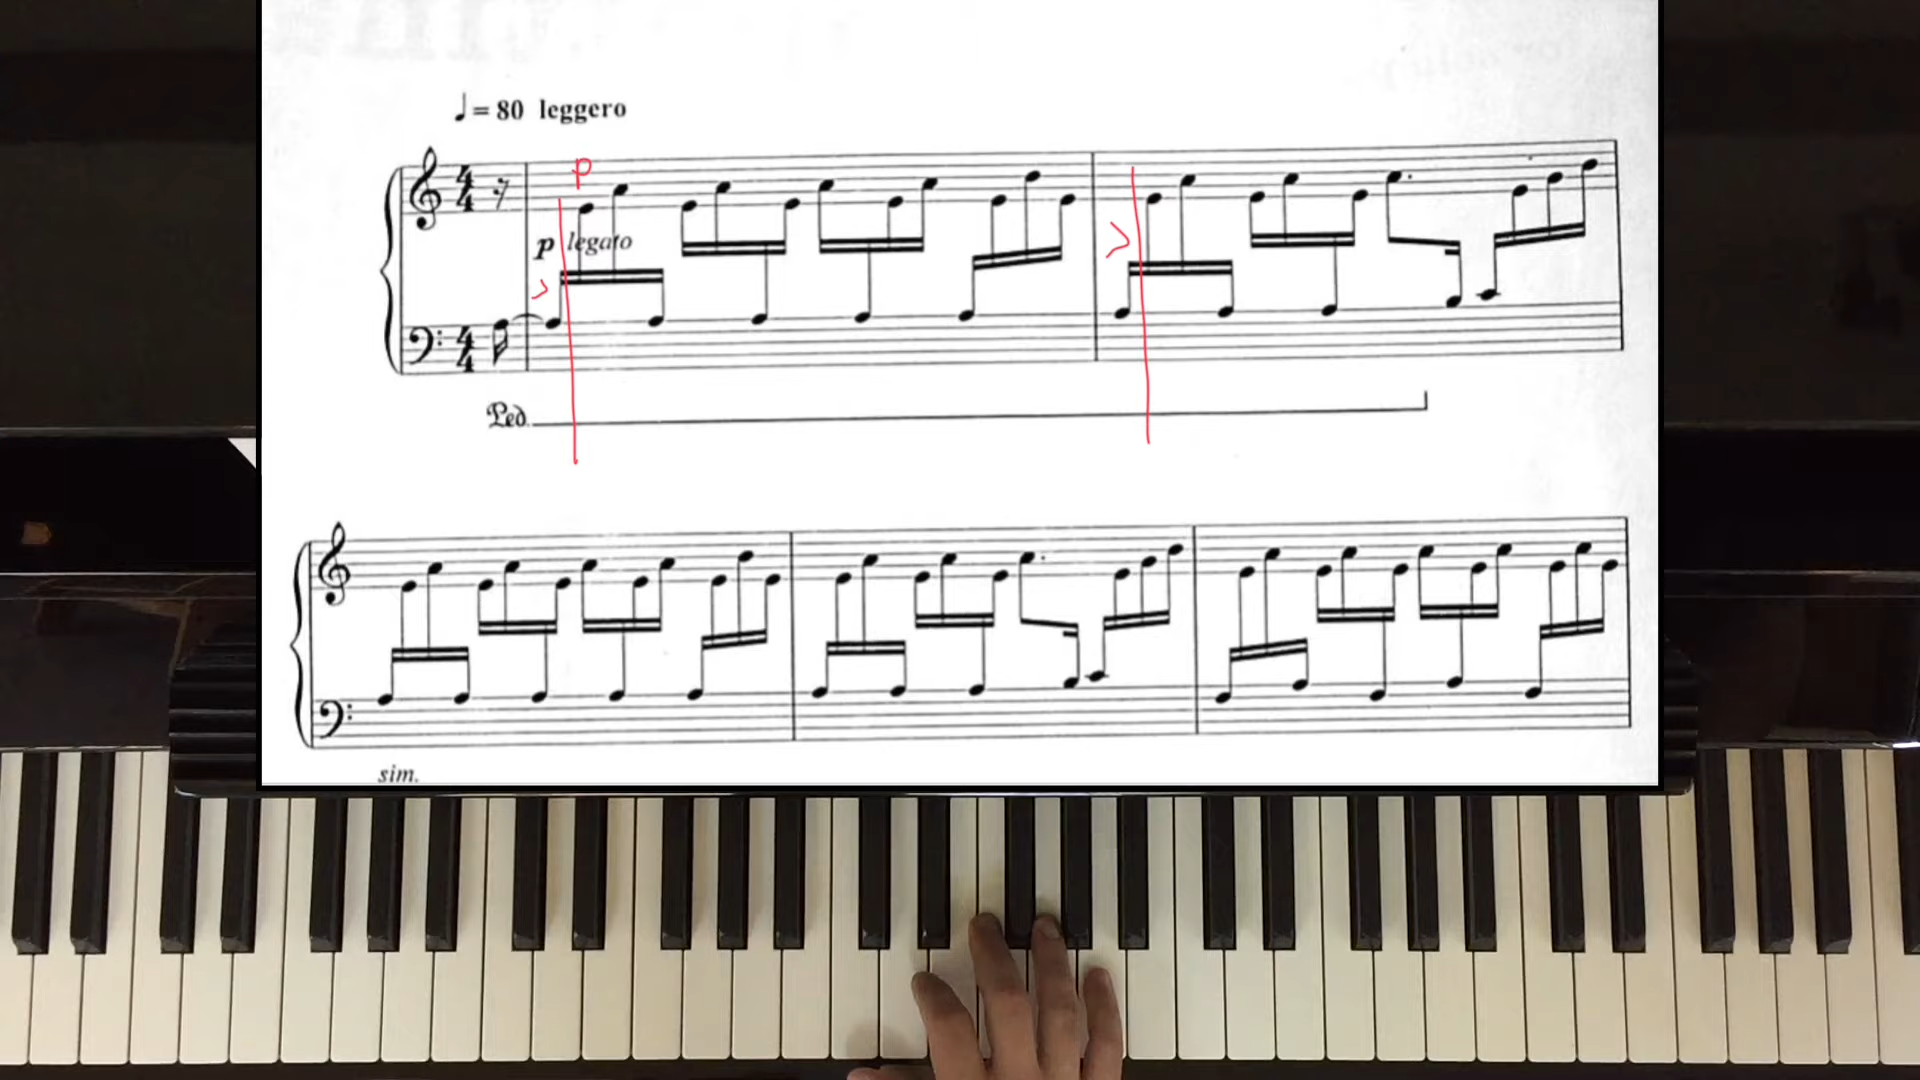 ♩ = 80 leggero
p
p legato
Ped.
sim.